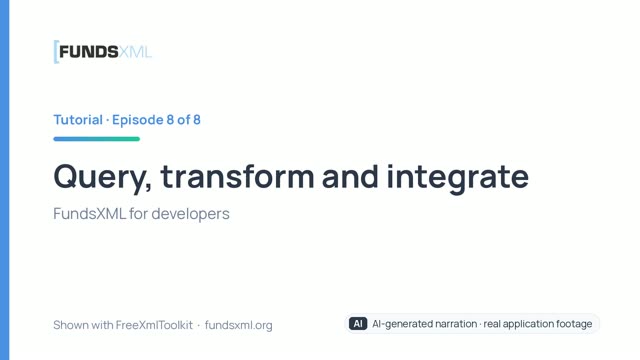 [FUNDSXML
Tutorial · Episode 8 of 8
Query, transform and integrate
FundsXML for developers
Shown with FreeXmlToolkit · fundsxml.org
AI AI-generated narration · real application footage